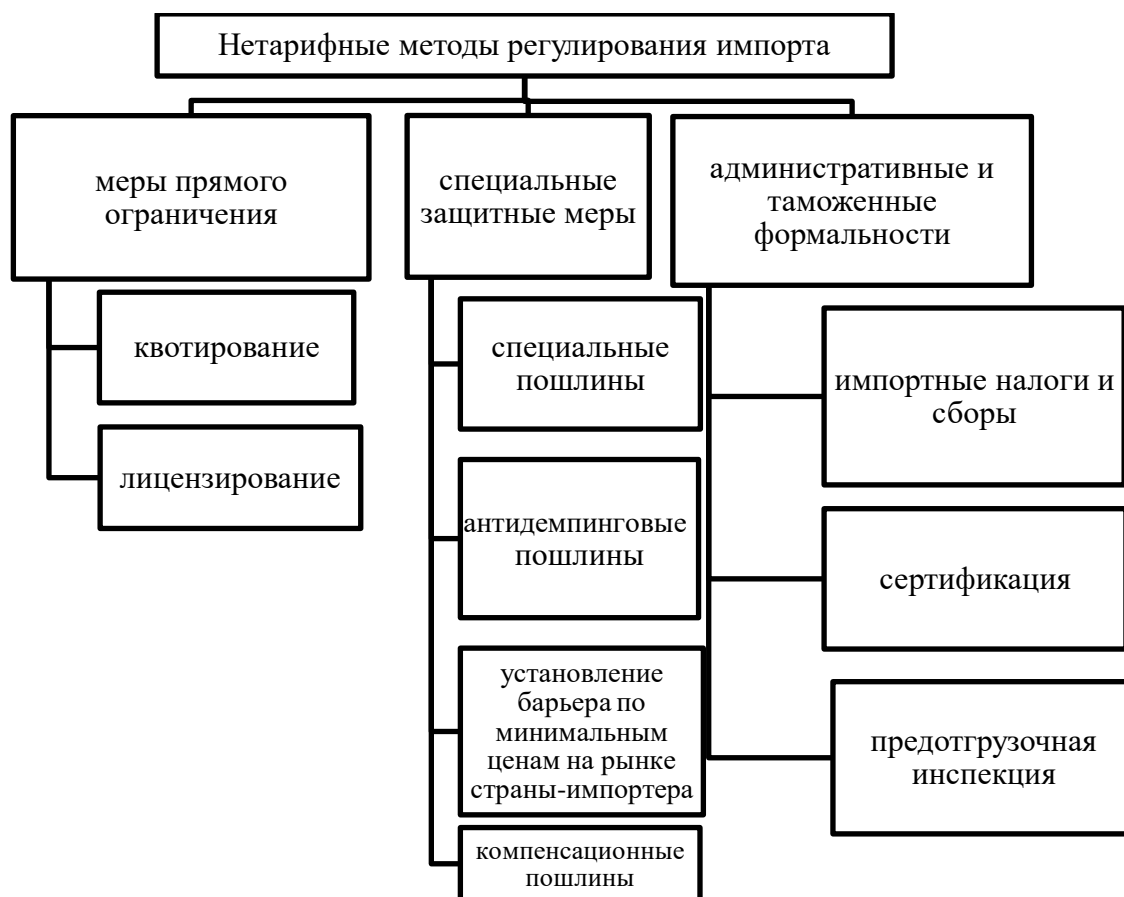 Нетарифные методы регулирования импорта
меры прямого
ограничения
квотирование
лицензирование
специальные
защитные меры
специальные
пошлины
антидемпинговые
пошлины
установление
барьера по
минимальным
ценам на рынке
страны-импортера
компенсационные
пошлины
административные и
таможенные
формальности
импортные налоги и
сборы
сертификация
предотгрузочная
инспекция